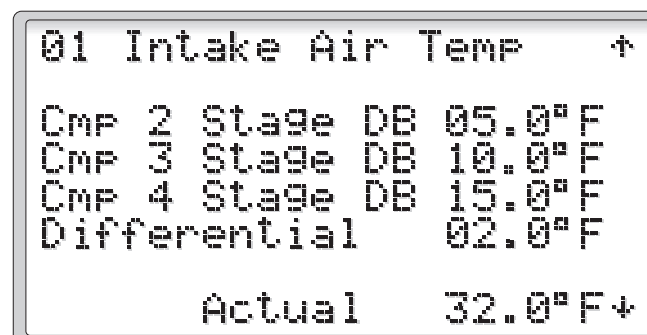 01 Intake Air Temp ↑
Cmp 2 Stage DB 05.0°F
Cmp 3 Stage DB 10.0°F
Cmp 4 Stage DB 15.0°F
Differential 02.0°F
Actual 32.0°F↓